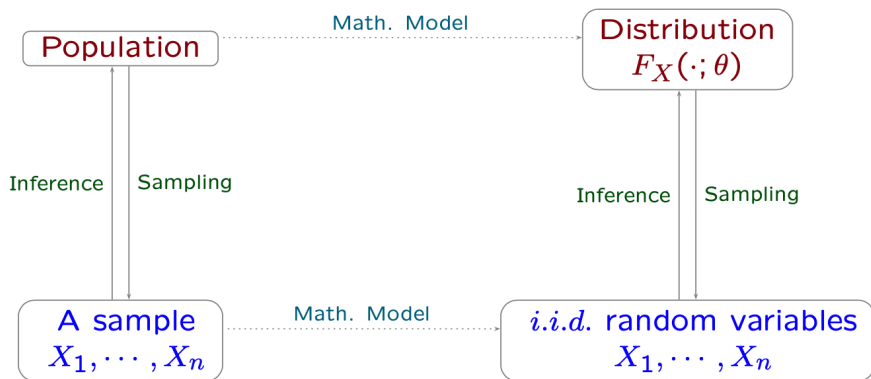 Math. Model
Population
Distribution
F_X(·; θ)
Inference
Sampling
Inference
Sampling
Math. Model
A sample
X_1, ⋯ , X_n
i.i.d. random variables
X_1, ⋯ , X_n